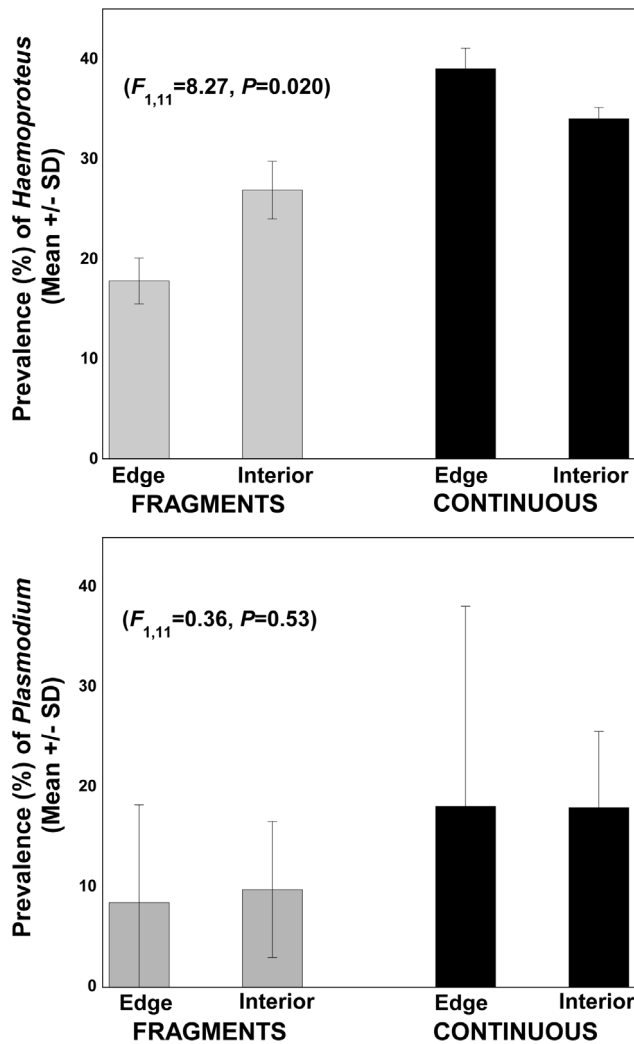 Prevalence (%) of Haemoproteus
(Mean +/- SD)
40
30
20
10
0
(F1,11=8.27, P=0.020)
Edge Interior Edge Interior
FRAGMENTS CONTINUOUS
Prevalence (%) of Plasmodium
(Mean +/- SD)
40
30
20
10
0
(F1,11=0.36, P=0.53)
Edge Interior Edge Interior
FRAGMENTS CONTINUOUS